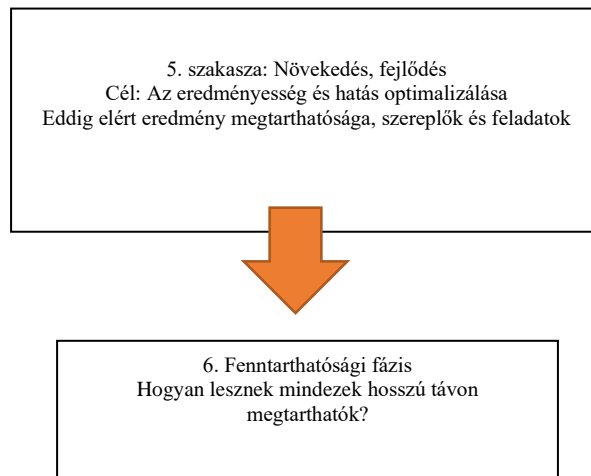 5. szakasza: Növekedés, fejlődés
Cél: Az eredményesség és hatás optimalizálása
Eddig elért eredmény megtarthatósága, szereplők és feladatok
6. Fenntarthatósági fázis
Hogyan lesznek mindezek hosszú távon
megtarthatók?